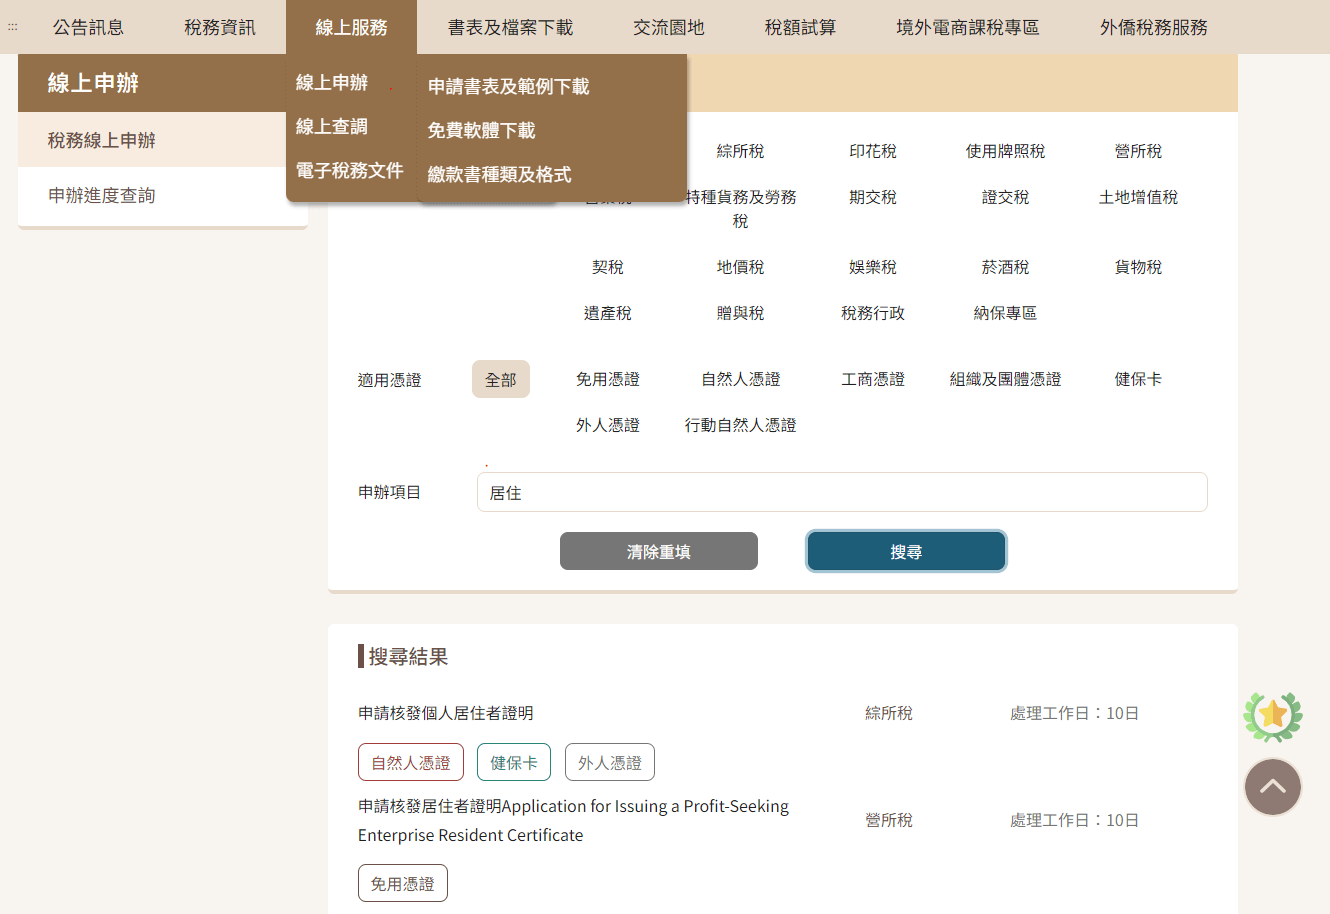 公告訊息 稅務資訊 線上服務 書表及檔案下載 交流園地 稅額試算 境外電商課稅專區 外僑稅務服務
線上申辦
稅務線上申辦
申辦進度查詢
線上申辦
線上查調
電子稅務文件
申請書表及範例下載
免費軟體下載
繳款書種類及格式
綜所稅 印花稅 使用牌照稅 營所稅
特種貨務及勞務稅 期交稅 證交稅 土地增值稅
契稅 地價稅 娛樂稅 菸酒稅 貨物稅
遺產稅 贈與稅 稅務行政 納保專區
適用憑證 全部 免用憑證 自然人憑證 工商憑證 組織及團體憑證 健保卡
外人憑證 行動自然人憑證
申辦項目 居住
清除重填 搜尋
搜尋結果
申請核發個人居住者證明 綜所稅 處理工作日：10日
自然人憑證 健保卡 外人憑證
申請核發居住者證明Application for Issuing a Profit-Seeking
Enterprise Resident Certificate
營所稅 處理工作日：10日
免用憑證